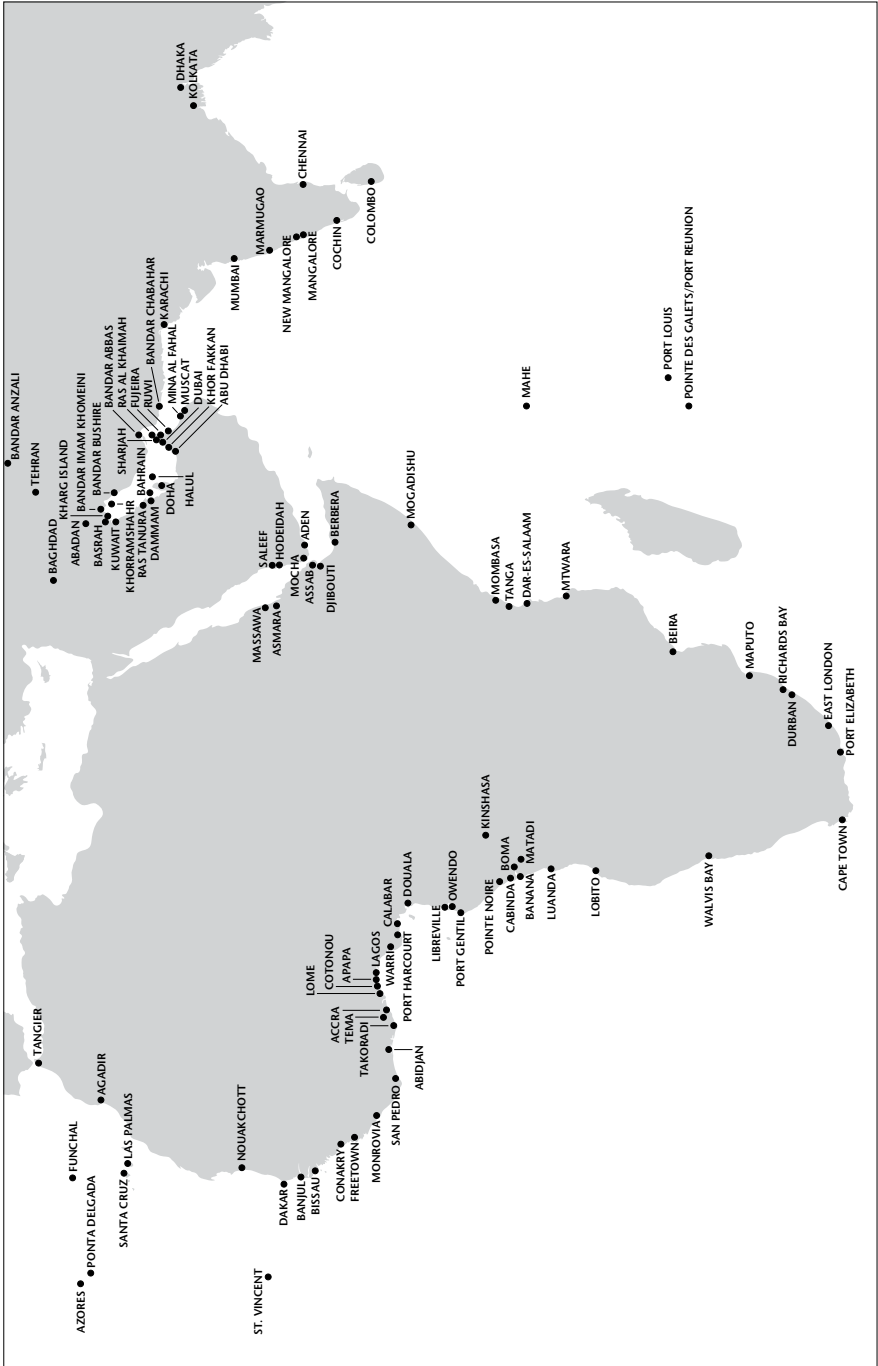 AZORES
PONTA DELGADA
FUNCHAL
SANTA CRUZ
LAS PALMAS
AGADIR
TANGIER
ST. VINCENT
NOUAKCHOTT
DAKAR
BANJUL
BISSAU
CONAKRY
FREETOWN
MONROVIA
SAN PEDRO
ABIDJAN
TAKORADI
TEMA
ACCRA
LOME
COTONOU
APAPA
LAGOS
WARRI
PORT HARCOURT
CALABAR
DOUALA
LIBREVILLE
OWENDO
PORT GENTIL
POINTE NOIRE
CABINDA
BOMA
BANANA
MATADI
KINSHASA
LUANDA
LOBITO
WALVIS BAY
CAPE TOWN
PORT ELIZABETH
EAST LONDON
DURBAN
RICHARDS BAY
MAPUTO
BEIRA
MTWARA
DAR-ES-SALAAM
TANGA
MOMBASA
MOGADISHU
MASSAWA
ASMARA
SALEEF
HODEIDAH
MOCHA
ADEN
ASSAB
DJIBOUTI
BERBERA
BAGHDAD
TEHRAN
BANDAR ANZALI
ABADAN
KHARG ISLAND
BANDAR IMAM KHOMEINI
BANDAR BUSHIRE
BASRAH
KUWAIT
KHORRAMSHAHR
RAS TANURA
DAMMAM
BAHRAIN
DOHA
HALUL
SHARJAH
BANDAR ABBAS
RAS AL KHAIMAH
FUJEIRA
RUWI
BANDAR CHABAHAR
MINA AL FAHAL
MUSCAT
DUBAI
KHOR FAKKAN
ABU DHABI
KARACHI
MUMBAI
MARMUGAO
NEW MANGALORE
MANGALORE
COCHIN
COLOMBO
CHENNAI
KOLKATA
DHAKA
MAHE
PORT LOUIS
POINTE DES GALETS/PORT REUNION